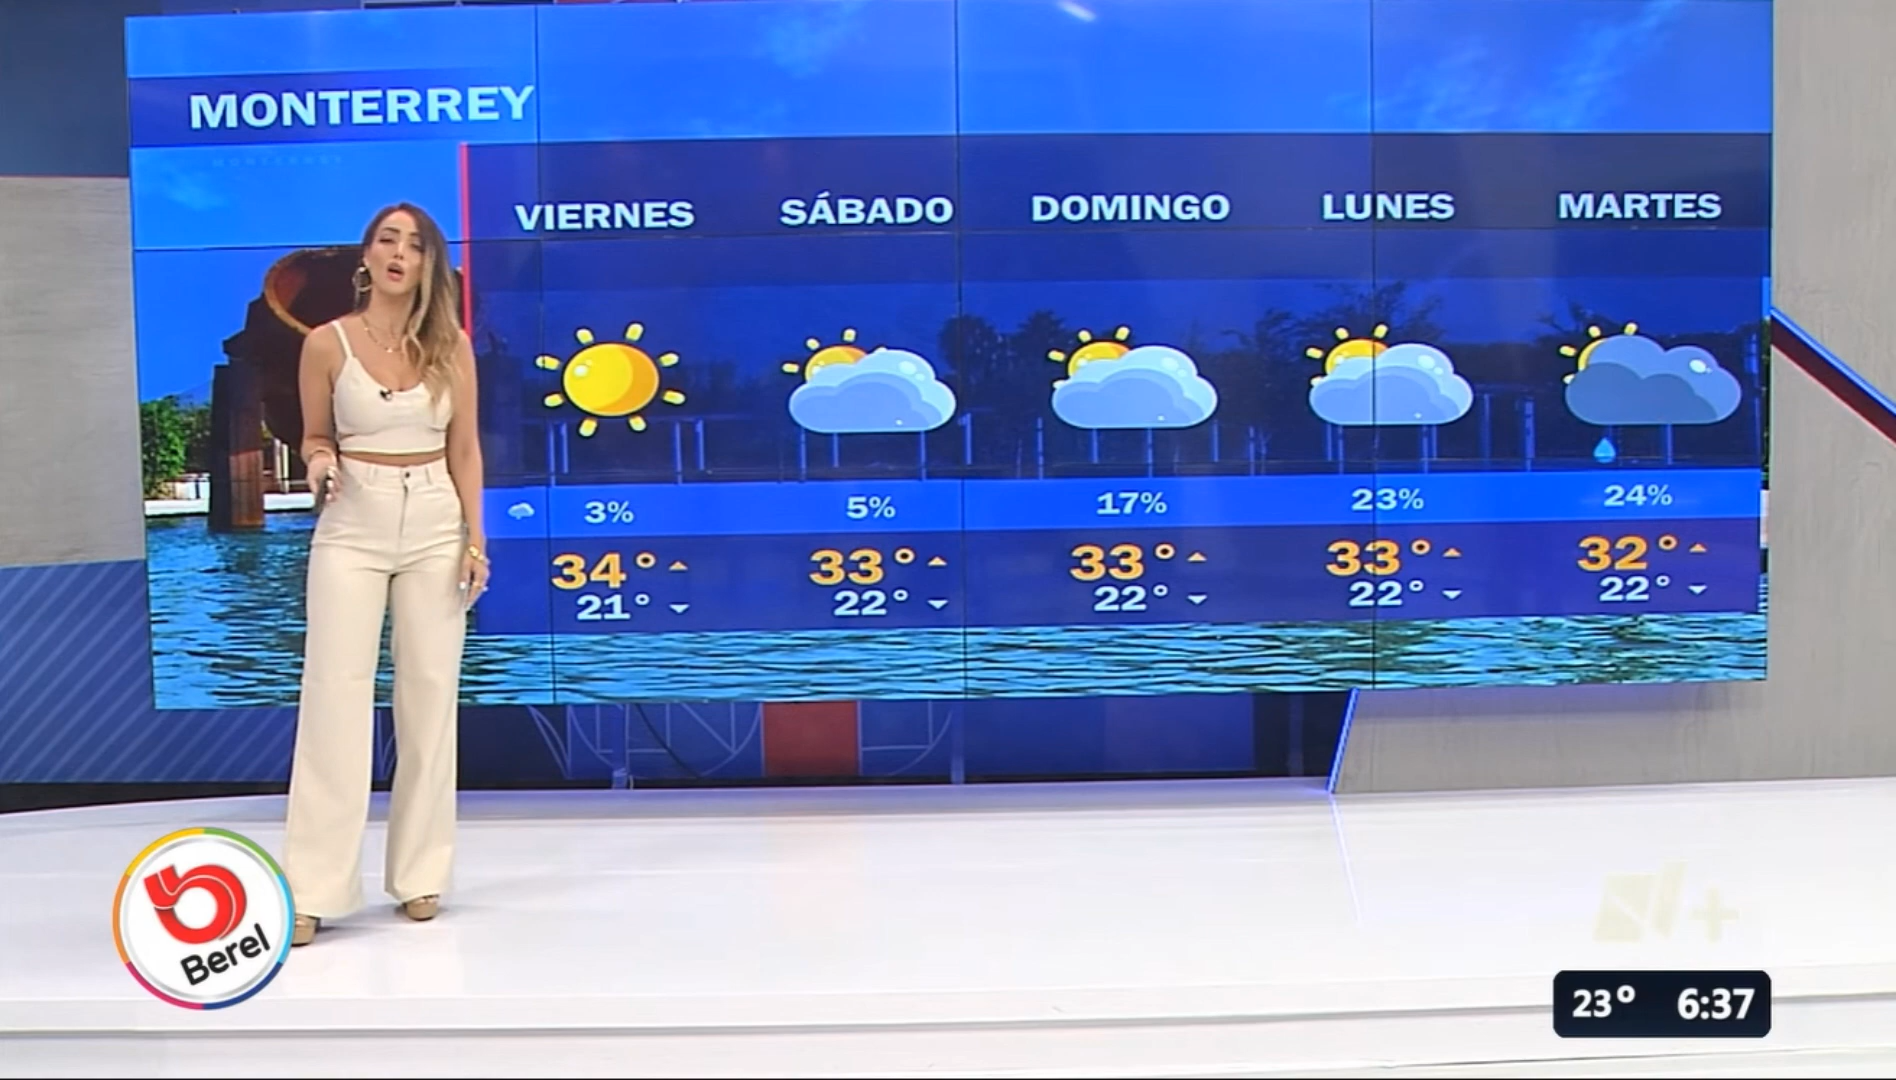 MONTERREY
VIERNES SÁBADO DOMINGO LUNES MARTES
3% 5% 17% 23% 24%
34° 33° 33° 33° 32°
21° 22° 22° 22° 22°
Berel
N+
23° 6:37